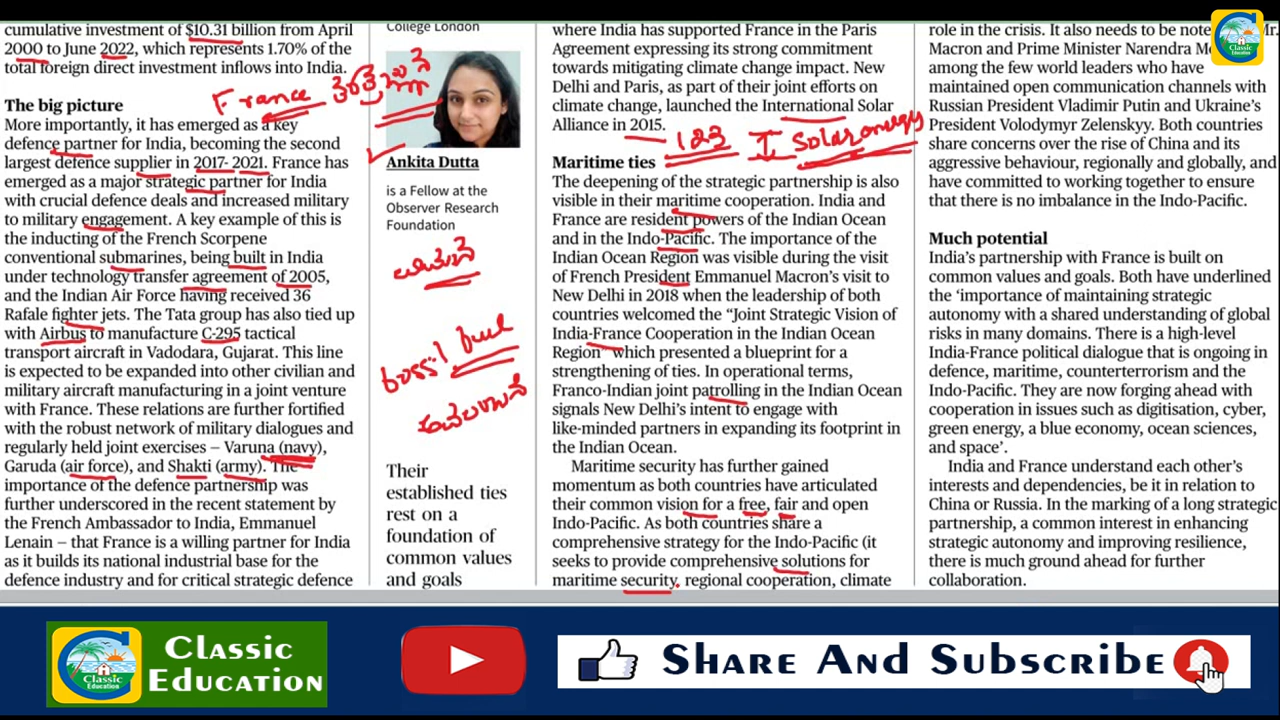 cumulative investment of $10.31 billion from April
2000 to June 2022, which represents 1.70% of the
total foreign direct investment inflows into India.
The big picture
More importantly, it has emerged as a key
defence partner for India, becoming the second
largest defence supplier in 2017-2021. France has
emerged as a major strategic partner for India
with crucial defence deals and increased military
to military engagement. A key example of this is
the inducting of the French Scorpene
conventional submarines, being built in India
under technology transfer agreement of 2005,
and the Indian Air Force having received 36
Rafale fighter jets. The Tata group has also tied up
with Airbus to manufacture C-295 tactical
transport aircraft in Vadodara, Gujarat. This line
is expected to be expanded into other civilian and
military aircraft manufacturing in a joint venture
with France. These relations are further fortified
with the robust network of military dialogues and
regularly held joint exercises — Varuna (navy),
Garuda (air force), and Shakti (army). The
importance of the defence partnership was
further underscored in the recent statement by
the French Ambassador to India, Emmanuel
Lenain — that France is a willing partner for India
as it builds its national industrial base for the
defence industry and for critical strategic defence
France
College London
Ankita Dutta
is a Fellow at the
Observer Research
Foundation
fuel
Their
established ties
rest on a
foundation of
common values
and goals
where India has supported France in the Paris
Agreement expressing its strong commitment
towards mitigating climate change impact. New
Delhi and Paris, as part of their joint efforts on
climate change, launched the International Solar
Alliance in 2015.
123 I Solar energy
Maritime ties
The deepening of the strategic partnership is also
visible in their maritime cooperation. India and
France are resident powers of the Indian Ocean
and in the Indo-Pacific. The importance of the
Indian Ocean Region was visible during the visit
of French President Emmanuel Macron's visit to
New Delhi in 2018 when the leadership of both
countries welcomed the “Joint Strategic Vision of
India-France Cooperation in the Indian Ocean
Region” which presented a blueprint for a
strengthening of ties. In operational terms,
Franco-Indian joint patrolling in the Indian Ocean
signals New Delhi's intent to engage with
like-minded partners in expanding its footprint in
the Indian Ocean.
Maritime security has further gained
momentum as both countries have articulated
their common vision for a free, fair and open
Indo-Pacific. As both countries share a
comprehensive strategy for the Indo-Pacific (it
seeks to provide comprehensive solutions for
maritime security, regional cooperation, climate
role in the crisis. It also needs to be note Mr.
Macron and Prime Minister Narendra M
among the few world leaders who have
maintained open communication channels with
Russian President Vladimir Putin and Ukraine's
President Volodymyr Zelenskyy. Both countries
share concerns over the rise of China and its
aggressive behaviour, regionally and globally, and
have committed to working together to ensure
that there is no imbalance in the Indo-Pacific.
Much potential
India's partnership with France is built on
common values and goals. Both have underlined
the ‘importance of maintaining strategic
autonomy with a shared understanding of global
risks in many domains. There is a high-level
India-France political dialogue that is ongoing in
defence, maritime, counterterrorism and the
Indo-Pacific. They are now forging ahead with
cooperation in issues such as digitisation, cyber,
green energy, a blue economy, ocean sciences,
and space’.
India and France understand each other's
interests and dependencies, be it in relation to
China or Russia. In the marking of a long strategic
partnership, a common interest in enhancing
strategic autonomy and improving resilience,
there is much ground ahead for further
collaboration.
Classic
Education
Classic
Education
Share And Subscribe